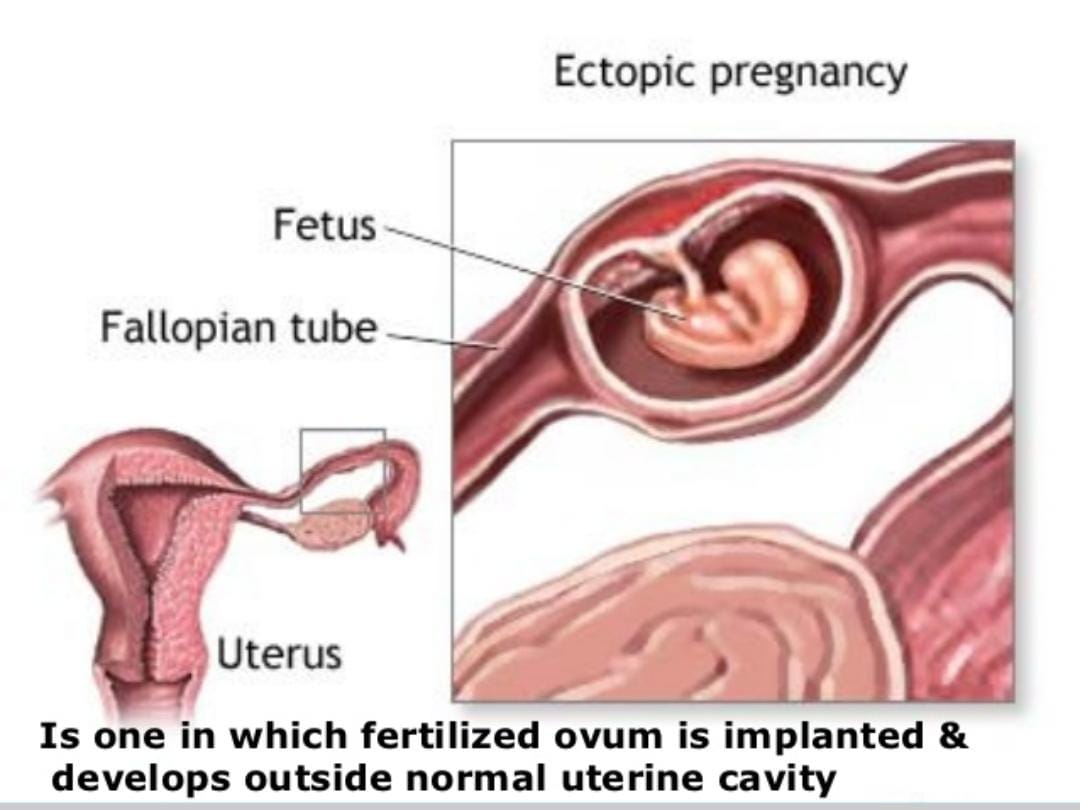 Ectopic pregnancy
Fetus
Fallopian tube
Uterus
Is one in which fertilized ovum is implanted &
develops outside normal uterine cavity